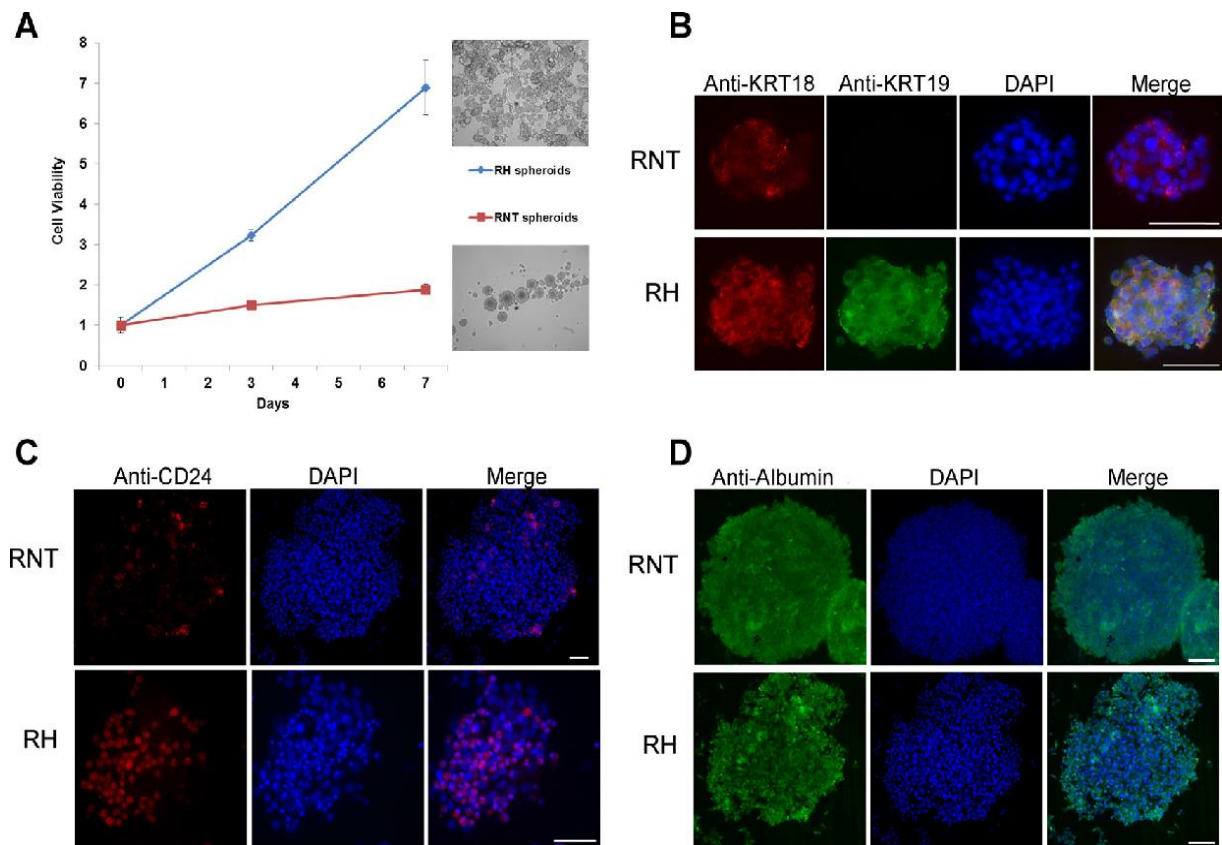 A
8
7
6
5
4
3
2
1
0
Cell Viability
0 1 2 3 4 5 6 7
Days
RH spheroids
RNT spheroids
B
Anti-KRT18 Anti-KRT19 DAPI Merge
RNT
RH
C
Anti-CD24 DAPI Merge
RNT
RH
D
Anti-Albumin DAPI Merge
RNT
RH